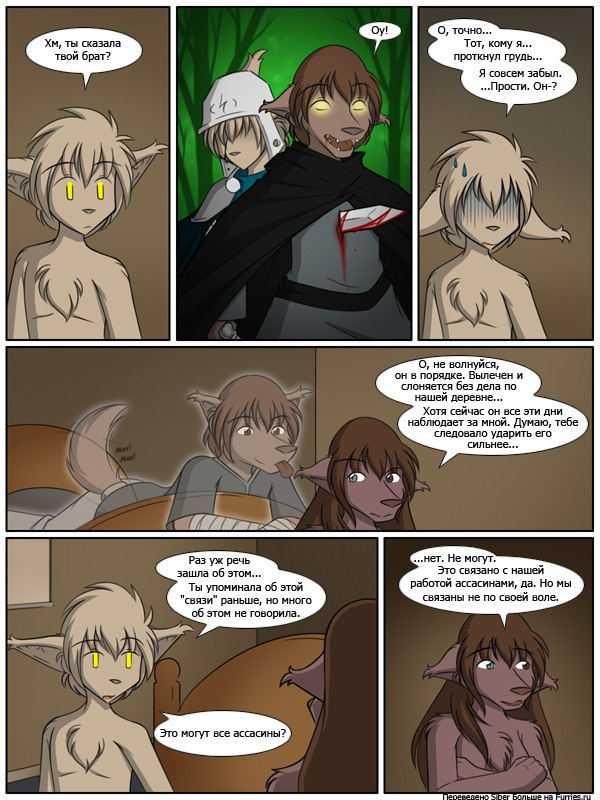 Хм, ты сказала
твой брат?
Оу!
О, точно...
Тот, кому я...
проткнул грудь...
Я совсем забыл.
...Прости. Он-?
О, не волнуйся,
он в порядке. Вылечен и
слоняется без дела по
нашей деревне...
Хотя сейчас он все эти дни
наблюдает за мной. Думаю, тебе
следовало ударить его
сильнее...
Мах!
Мах!
Раз уж речь
зашла об этом...
Ты упоминала об этой
"связи" раньше, но много
об этом не говорила.
Это могут все ассасины?
...нет. Не могут.
Это связано с нашей
работой ассасинами, да. Но мы
связаны не по своей воле.
Переведено Siber Больше на Furries.ru